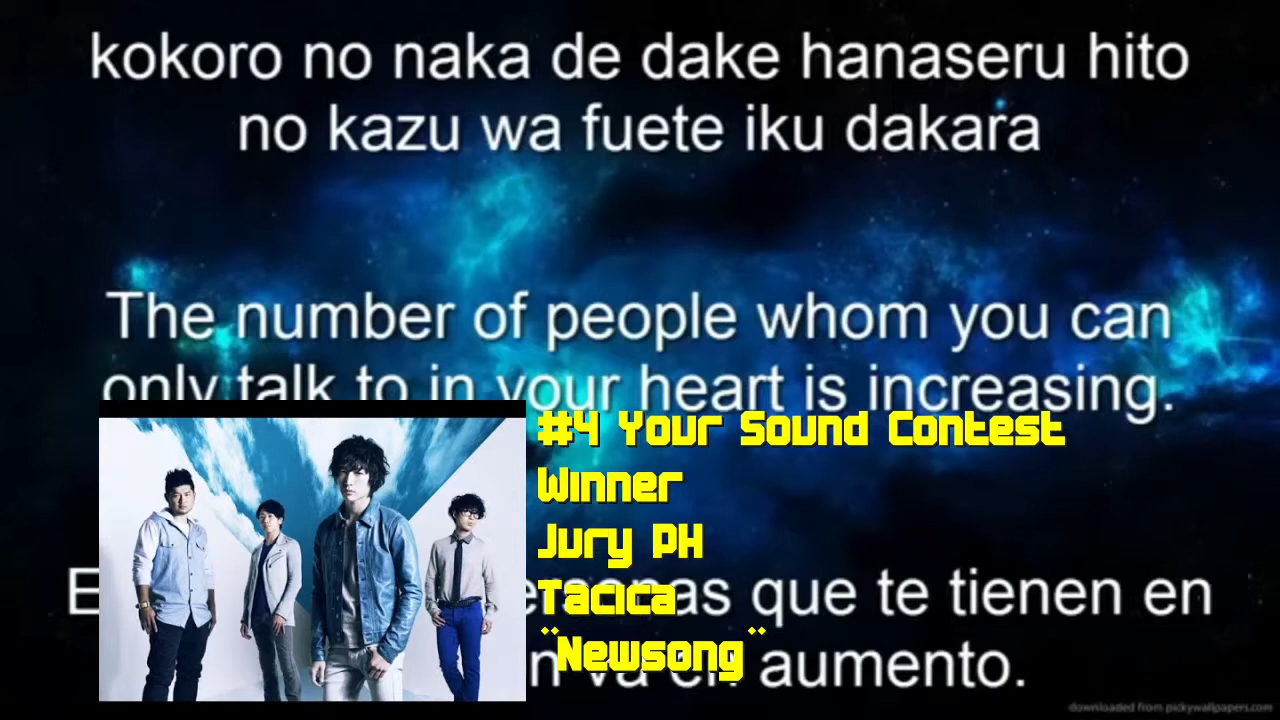 kokoro no naka de dake hanaseru hito
no kazu wa fuete iku dakara
The number of people whom you can
only talk to in your heart is increasing.
#4 Your Sound Contest
Winner
Jury PH
Tacica
¨Newsong¨
que te tienen en
va en aumento.
downloaded from pickywallpapers.com